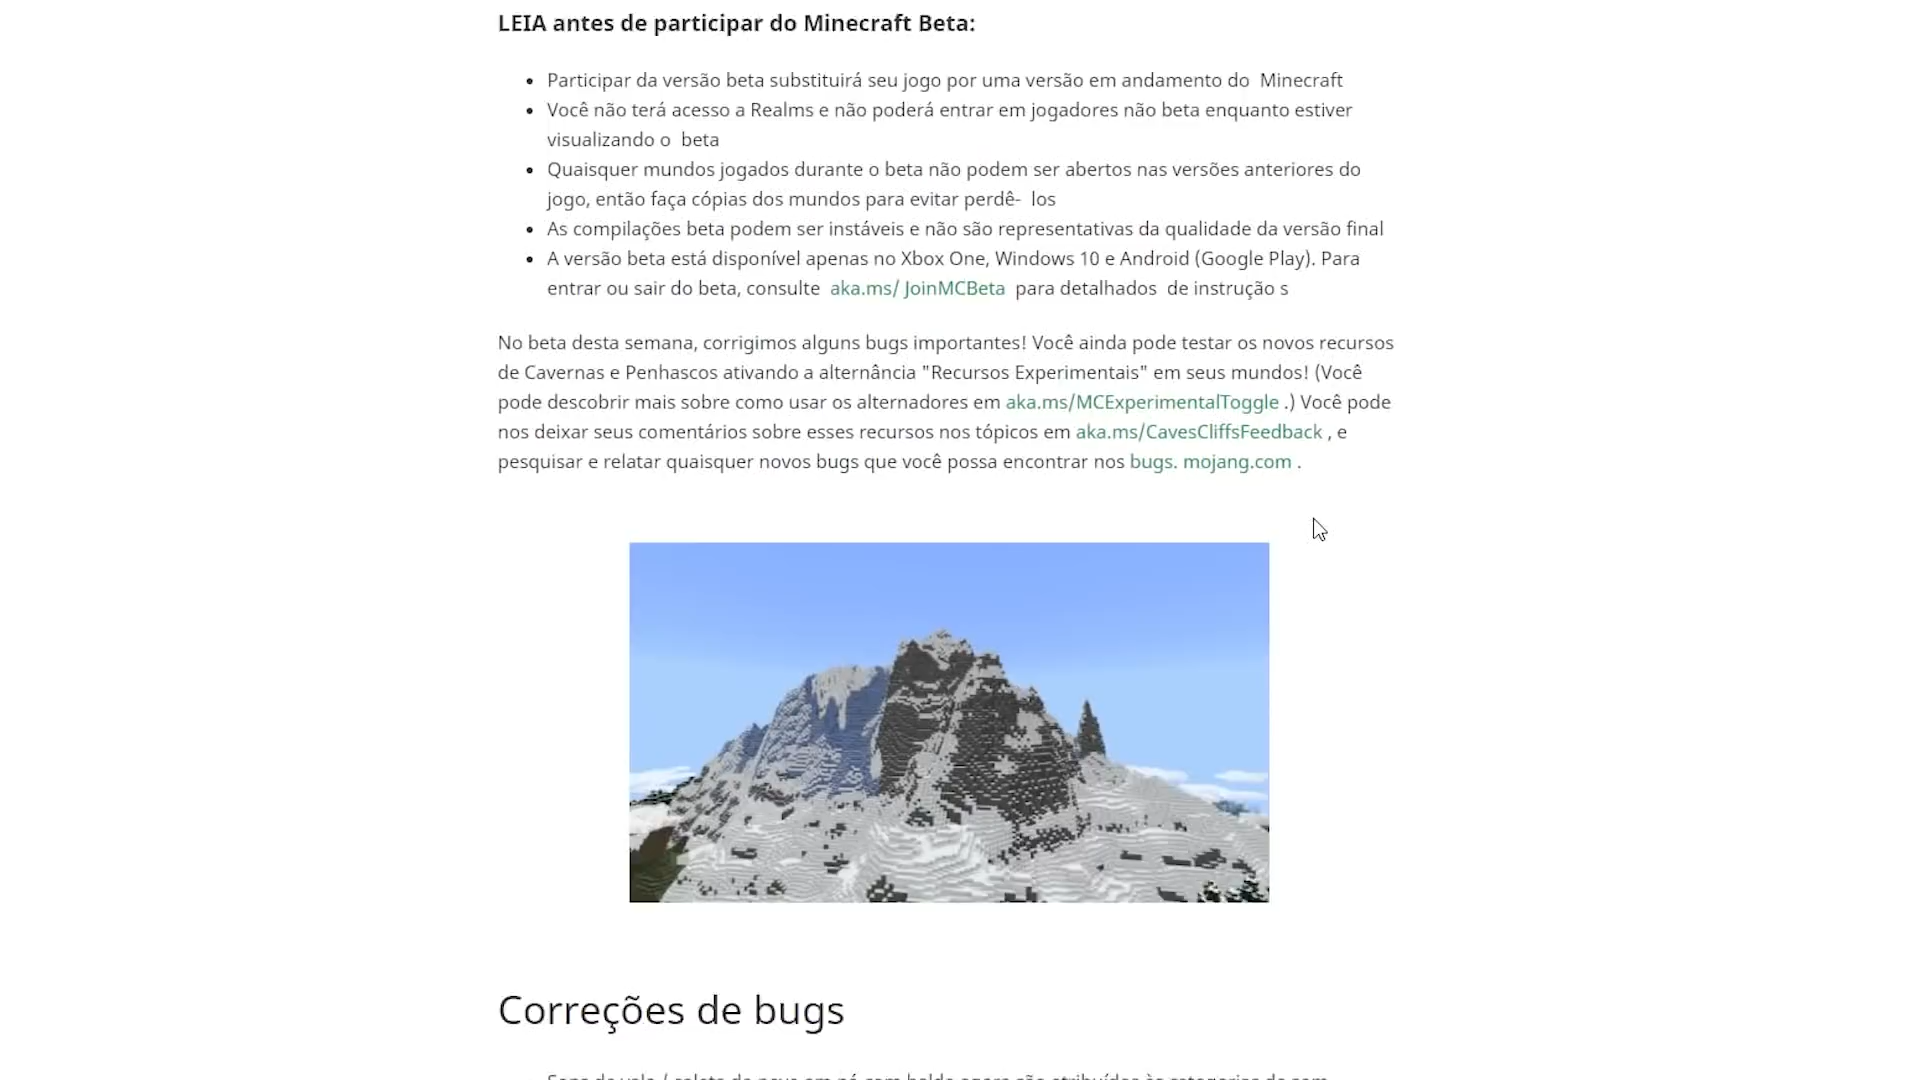 LEIA antes de participar do Minecraft Beta:
Participar da versão beta substituirá seu jogo por uma versão em andamento do Minecraft
Você não terá acesso a Realms e não poderá entrar em jogadores não beta enquanto estiver
visualizando o beta
Quaisquer mundos jogados durante o beta não podem ser abertos nas versões anteriores do
jogo, então faça cópias dos mundos para evitar perdê- los
As compilações beta podem ser instáveis e não são representativas da qualidade da versão final
A versão beta está disponível apenas no Xbox One, Windows 10 e Android (Google Play). Para
entrar ou sair do beta, consulte aka.ms/ JoinMCBeta para detalhados de instrução s
No beta desta semana, corrigimos alguns bugs importantes! Você ainda pode testar os novos recursos
de Cavernas e Penhascos ativando a alternância "Recursos Experimentais" em seus mundos! (Você
pode descobrir mais sobre como usar os alternadores em aka.ms/MCExperimentalToggle .) Você pode
nos deixar seus comentários sobre esses recursos nos tópicos em aka.ms/CavesCliffsFeedback , e
pesquisar e relatar quaisquer novos bugs que você possa encontrar nos bugs. mojang.com .
Correções de bugs